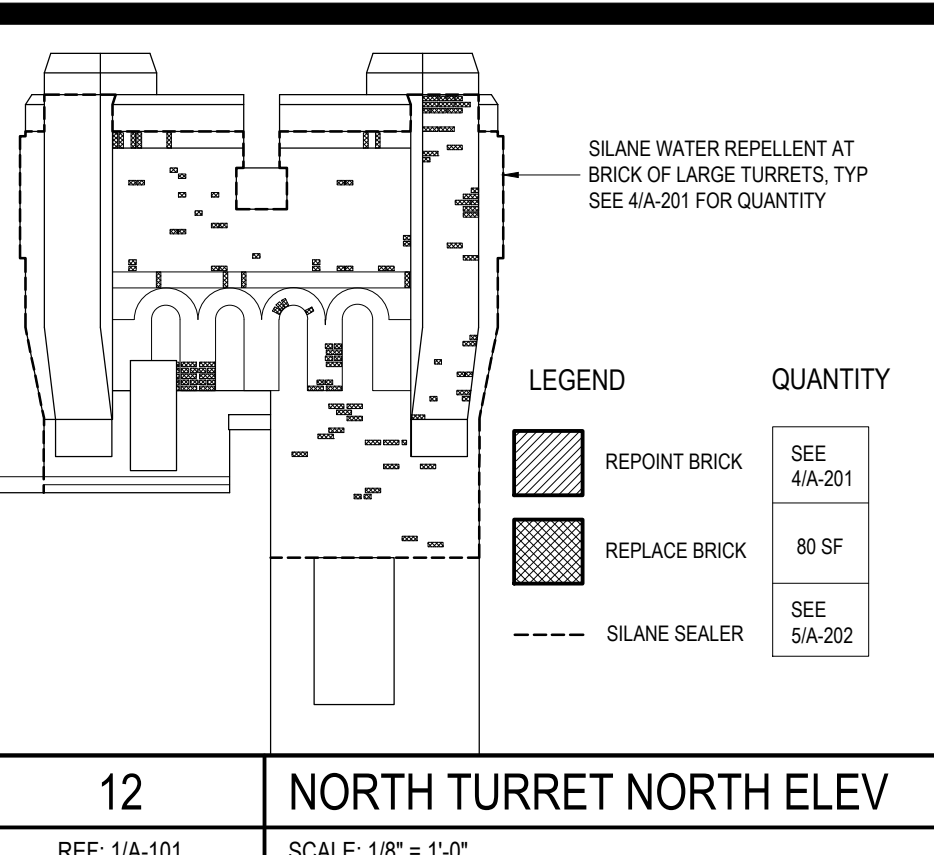 SILANE WATER REPELLENT AT
BRICK OF LARGE TURRETS, TYP
SEE 4/A-201 FOR QUANTITY
LEGEND
QUANTITY
REPOINT BRICK
SEE
4/A-201
REPLACE BRICK
80 SF
SILANE SEALER
SEE
5/A-202
12
NORTH TURRET NORTH ELEV
REF: 1/A-101
SCALE: 1/8" = 1'-0"